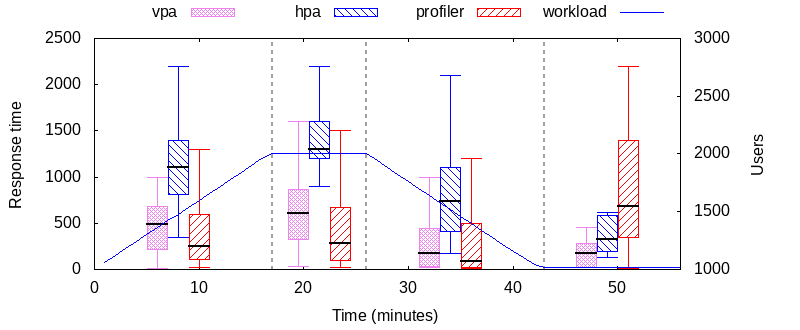 vpa hpa profiler workload
2500 3000
2000 2500
1500 2000
1000
500 1500
0 1000
0 10 20 30 40 50
Time (minutes)
Response time
Users